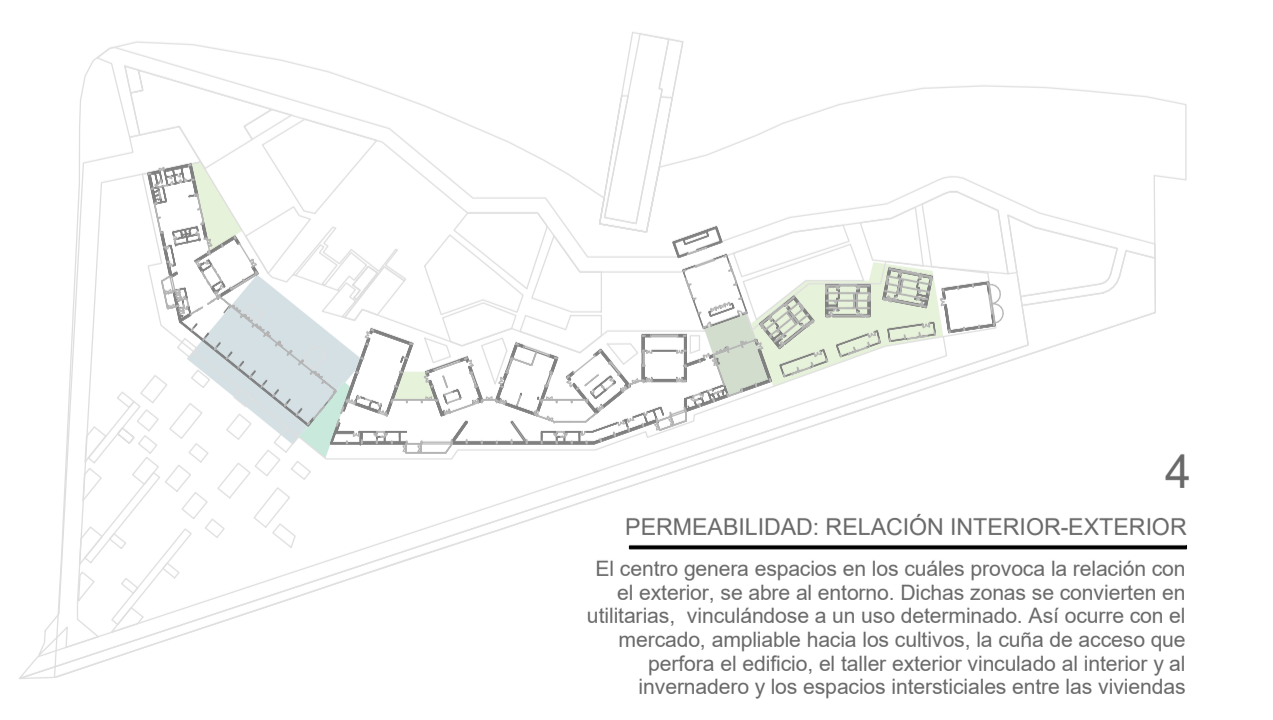 4
PERMEABILIDAD: RELACIÓN INTERIOR-EXTERIOR
El centro genera espacios en los cuáles provoca la relación con
el exterior, se abre al entorno. Dichas zonas se convierten en
utilitarias,  vinculándose a un uso determinado. Así ocurre con el
mercado, ampliable hacia los cultivos, la cuña de acceso que
perfora el edificio, el taller exterior vinculado al interior y al
invernadero y los espacios intersticiales entre las viviendas